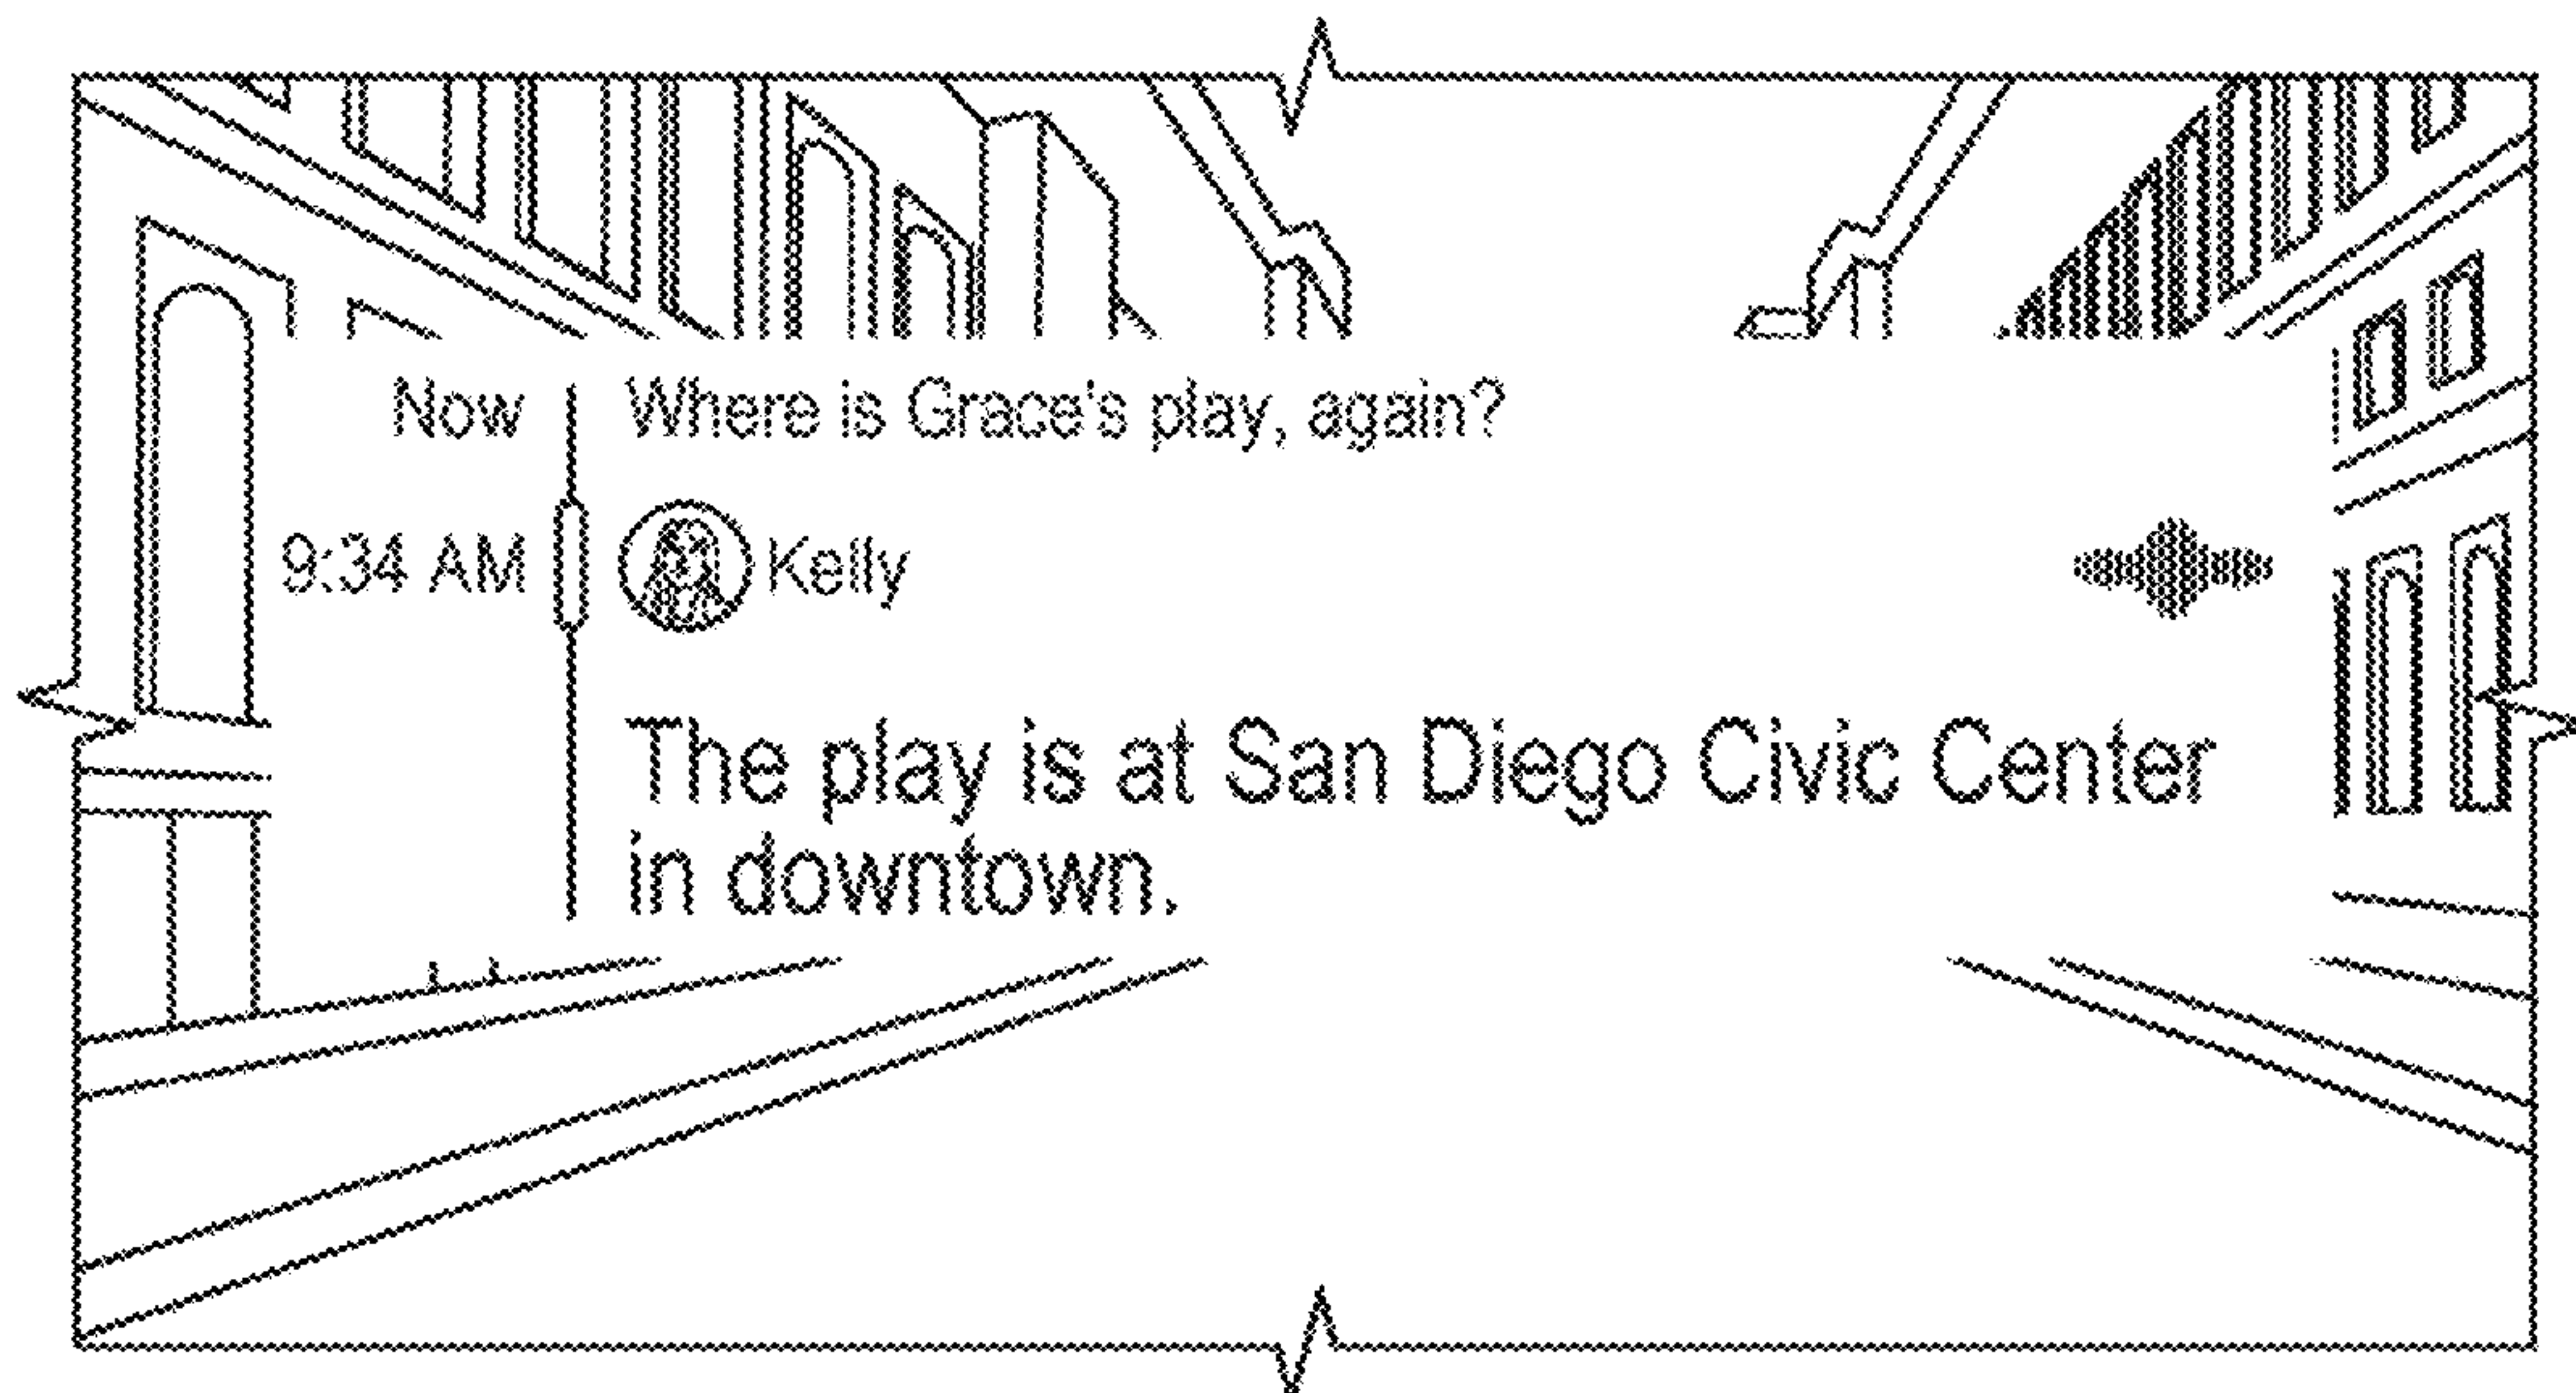 Now Where is Grace's play, again?
9:34 AM Kelly
The play is at San Diego Civic Center
in downtown.